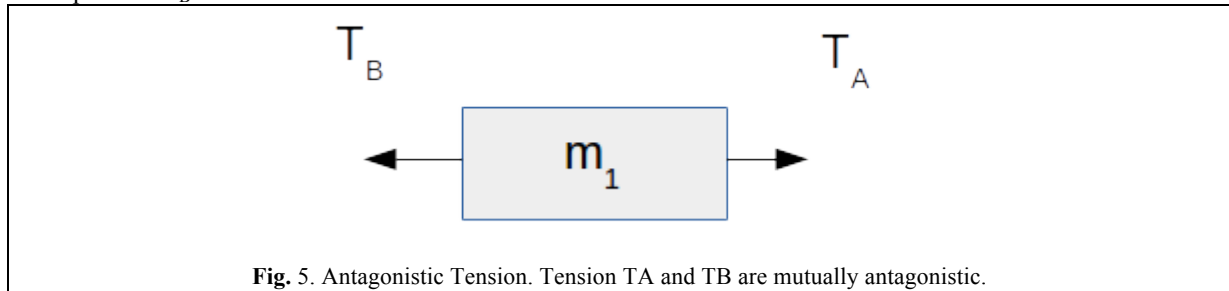 T_B T_A
m_1
Fig. 5. Antagonistic Tension. Tension TA and TB are mutually antagonistic.